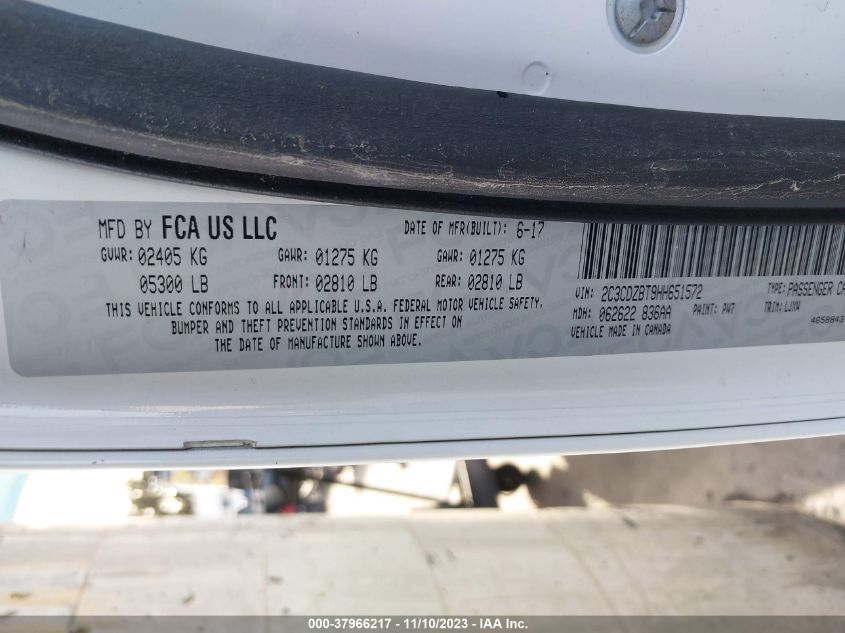 MFD BY FCA US LLC DATE OF MFR(BUILT): 6-17
GVWR: 02405 KG GAWR: 01275 KG GAWR: 01275 KG
05300 LB FRONT: 02810 LB REAR: 02810 LB
THIS VEHICLE CONFORMS TO ALL APPLICABLE U.S.A. FEDERAL MOTOR VEHICLE SAFETY,
BUMPER AND THEFT PREVENTION STANDARDS IN EFFECT ON
THE DATE OF MANUFACTURE SHOWN ABOVE.
VIN: 2C3CDZBT9HH651572 TYPE: PASSENGER
MDH: 062622 836AA PAINT: PW7 TRIM:
VEHICLE MADE IN CANADA 4658843
000-37966217 - 11/10/2023 - IAA Inc.